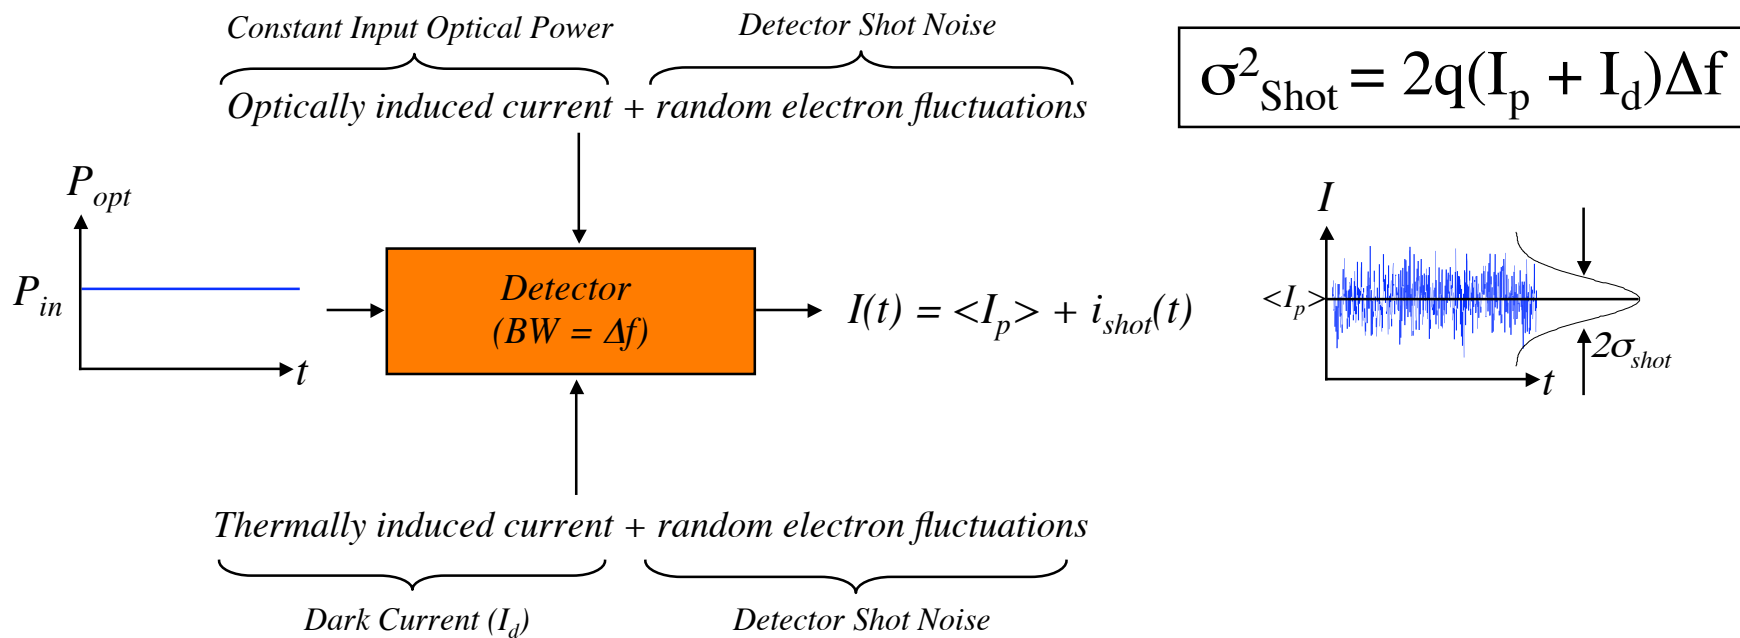 Constant Input Optical Power
Detector Shot Noise
Optically induced current + random electron fluctuations
σ²Shot = 2q(Ip + Id)Δf
Popt
Pin
t
Detector
(BW = Δf)
I(t) = <Ip> + ishot(t)
I
<Ip>
2σshot
t
Thermally induced current + random electron fluctuations
Dark Current (Id)
Detector Shot Noise